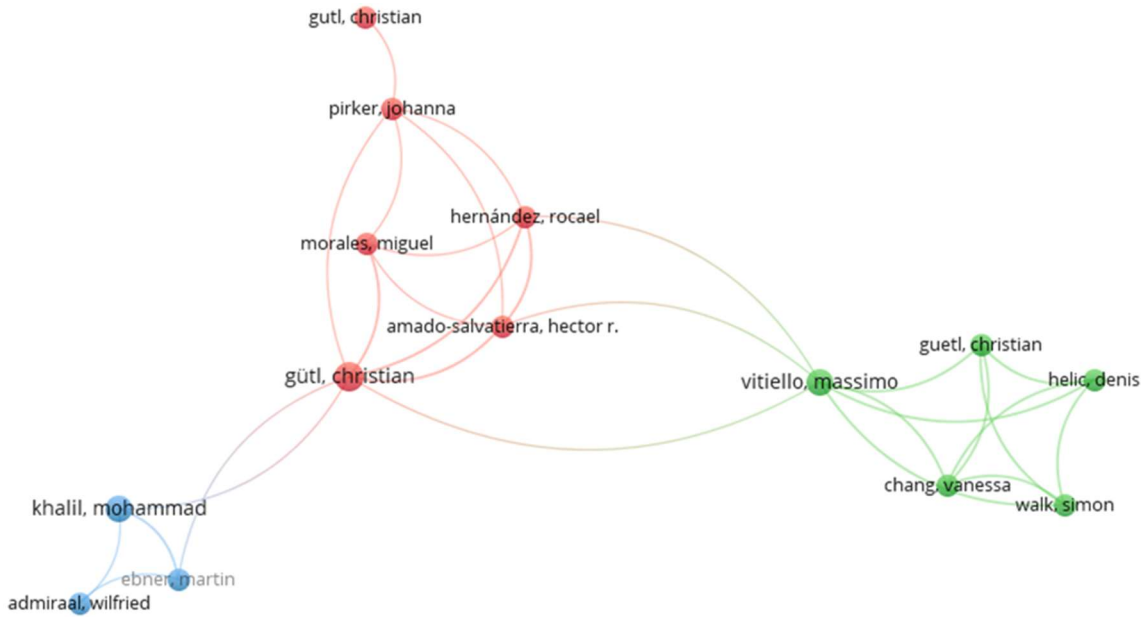 gutl, christian
pirker, johanna
hernández, rocael
morales, miguel
amado-salvatierra, hector r.
guetl, christian
gütl, christian
vitiello, massimo
helic, denis
chang, vanessa
walk, simon
khalil, mohammad
ebner, martin
admiraal, wilfried